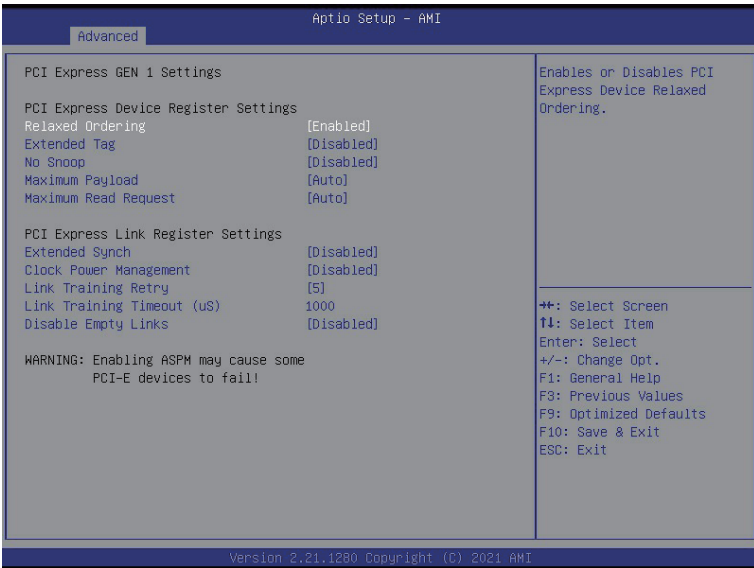 Aptio Setup – AMI
Advanced
PCI Express GEN 1 Settings
PCI Express Device Register Settings
Relaxed Ordering [Enabled]
Extended Tag [Disabled]
No Snoop [Disabled]
Maximum Payload [Auto]
Maximum Read Request [Auto]
PCI Express Link Register Settings
Extended Synch [Disabled]
Clock Power Management [Disabled]
Link Training Retry [5]
Link Training Timeout (uS) 1000
Disable Empty Links [Disabled]
WARNING: Enabling ASPM may cause some
PCI-E devices to fail!
Enables or Disables PCI
Express Device Relaxed
Ordering.
→←: Select Screen
↑↓: Select Item
Enter: Select
+/-: Change Opt.
F1: General Help
F3: Previous Values
F9: Optimized Defaults
F10: Save & Exit
ESC: Exit
Version 2.21.1280 Copyright (C) 2021 AMI